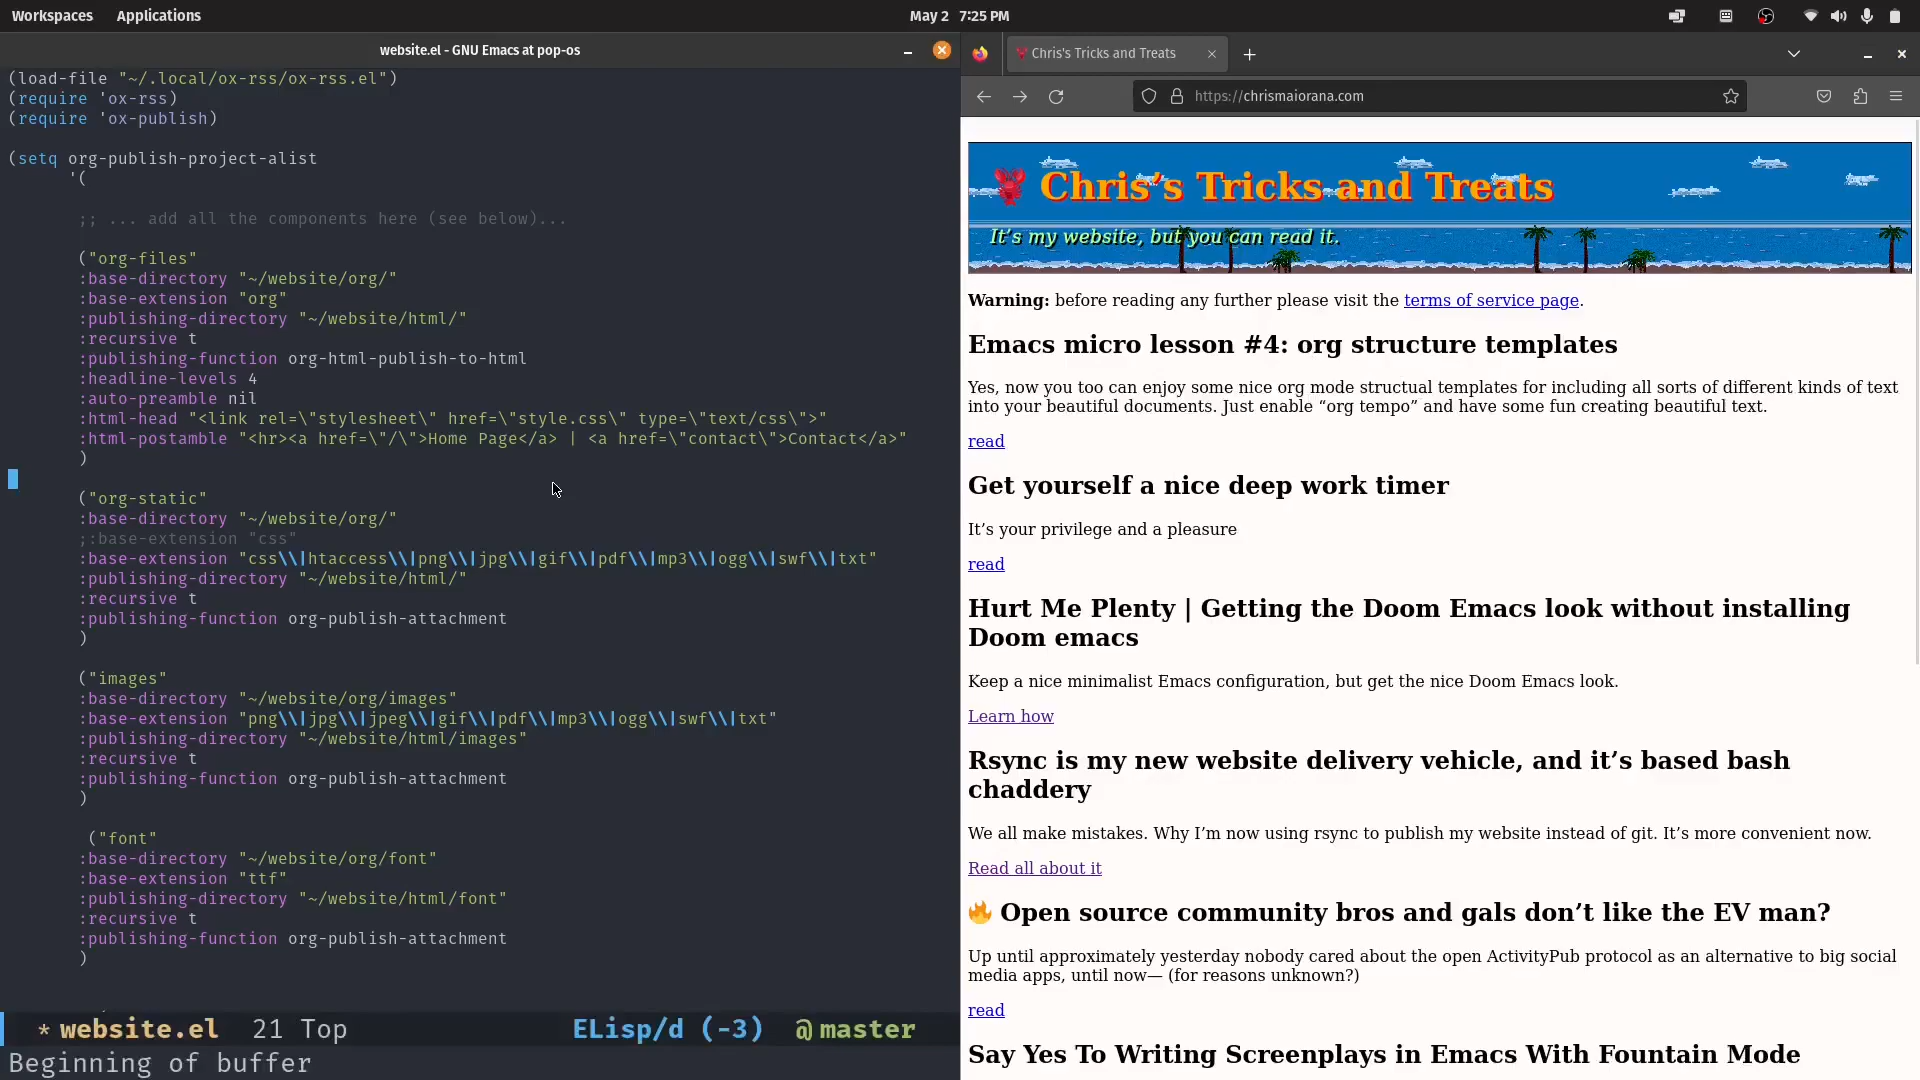 Workspaces Applications May 2 7:25 PM
website.el - GNU Emacs at pop-os
(load-file "~/.local/ox-rss/ox-rss.el")
(require 'ox-rss)
(require 'ox-publish)
(setq org-publish-project-alist
'(
;; ... add all the components here (see below)...
("org-files"
:base-directory "~/website/org/"
:base-extension "org"
:publishing-directory "~/website/html/"
:recursive t
:publishing-function org-html-publish-to-html
:headline-levels 4
:auto-preamble nil
:html-head "<link rel=\"stylesheet\" href=\"style.css\" type=\"text/css\">"
:html-postamble "<hr><a href=\"/\">Home Page</a> | <a href=\"contact\">Contact</a>"
)
("org-static"
:base-directory "~/website/org/"
;:base-extension "css"
:base-extension "css\\|htaccess\\|png\\|jpg\\|gif\\|pdf\\|mp3\\|ogg\\|swf\\|txt"
:publishing-directory "~/website/html/"
:recursive t
:publishing-function org-publish-attachment
)
("images"
:base-directory "~/website/org/images"
:base-extension "png\\|jpg\\|jpeg\\|gif\\|pdf\\|mp3\\|ogg\\|swf\\|txt"
:publishing-directory "~/website/html/images"
:recursive t
:publishing-function org-publish-attachment
)
("font"
:base-directory "~/website/org/font"
:base-extension "ttf"
:publishing-directory "~/website/html/font"
:recursive t
:publishing-function org-publish-attachment
)
* website.el 21 Top ELisp/d (-3) @master
Beginning of buffer
Chris's Tricks and Treats
https://chrismaiorana.com
Chris’s Tricks and Treats
It’s my website, but you can read it.
Warning: before reading any further please visit the terms of service page.
Emacs micro lesson #4: org structure templates
Yes, now you too can enjoy some nice org mode structual templates for including all sorts of different kinds of text
into your beautiful documents. Just enable “org tempo” and have some fun creating beautiful text.
read
Get yourself a nice deep work timer
It’s your privilege and a pleasure
read
Hurt Me Plenty | Getting the Doom Emacs look without installing
Doom emacs
Keep a nice minimalist Emacs configuration, but get the nice Doom Emacs look.
Learn how
Rsync is my new website delivery vehicle, and it’s based bash
chaddery
We all make mistakes. Why I’m now using rsync to publish my website instead of git. It’s more convenient now.
Read all about it
🔥 Open source community bros and gals don’t like the EV man?
Up until approximately yesterday nobody cared about the open ActivityPub protocol as an alternative to big social
media apps, until now— (for reasons unknown?)
read
Say Yes To Writing Screenplays in Emacs With Fountain Mode